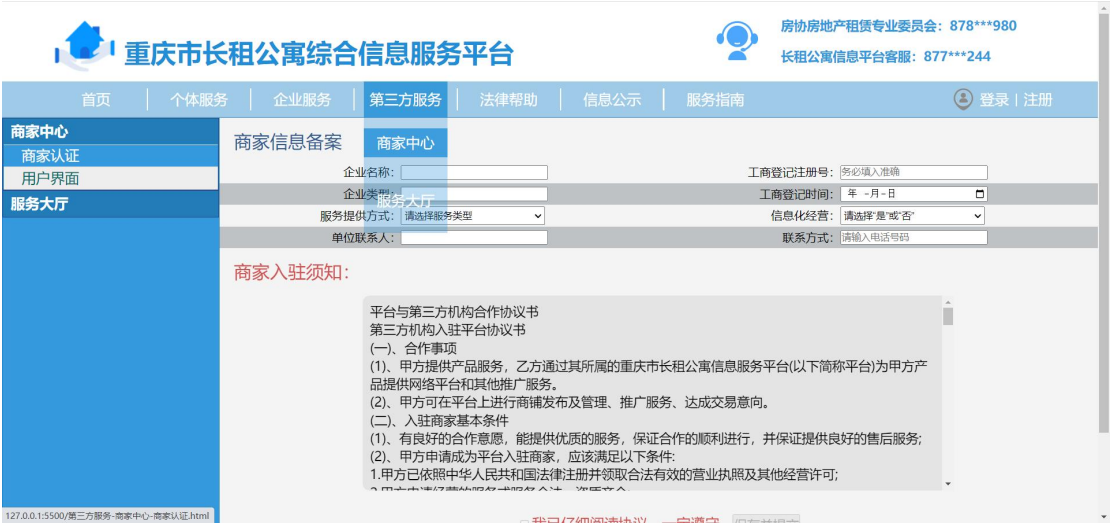 重庆市长租公寓综合信息服务平台
房协房地产租赁专业委员会：878***980
长租公寓信息平台客服：877***244
首页 个体服务 企业服务 第三方服务 法律帮助 信息公示 服务指南 登录 | 注册
商家中心
商家认证
用户界面
服务大厅
商家中心
服务大厅
商家信息备案
企业名称： 工商登记注册号：务必填入准确
企业类型： 工商登记时间：年 -月-日
服务提供方式：请选择服务类型 信息化经营：请选择"是"或"否"
单位联系人： 联系方式：请输入电话号码
商家入驻须知：
平台与第三方机构合作协议书
第三方机构入驻平台协议书
(一)、合作事项
(1)、甲方提供产品服务，乙方通过其所属的重庆市长租公寓信息服务平台(以下简称平台)为甲方产
品提供网络平台和其他推广服务。
(2)、甲方可在平台上进行商铺发布及管理、推广服务、达成交易意向。
(二)、入驻商家基本条件
(1)、有良好的合作意愿，能提供优质的服务，保证合作的顺利进行，并保证提供良好的售后服务;
(2)、甲方申请成为平台入驻商家，应该满足以下条件:
1.甲方已依照中华人民共和国法律注册并领取合法有效的营业执照及其他经营许可;
我已仔细阅读协议，一定遵守 保存并提交
127.0.0.1:5500/第三方服务-商家中心-商家认证.html